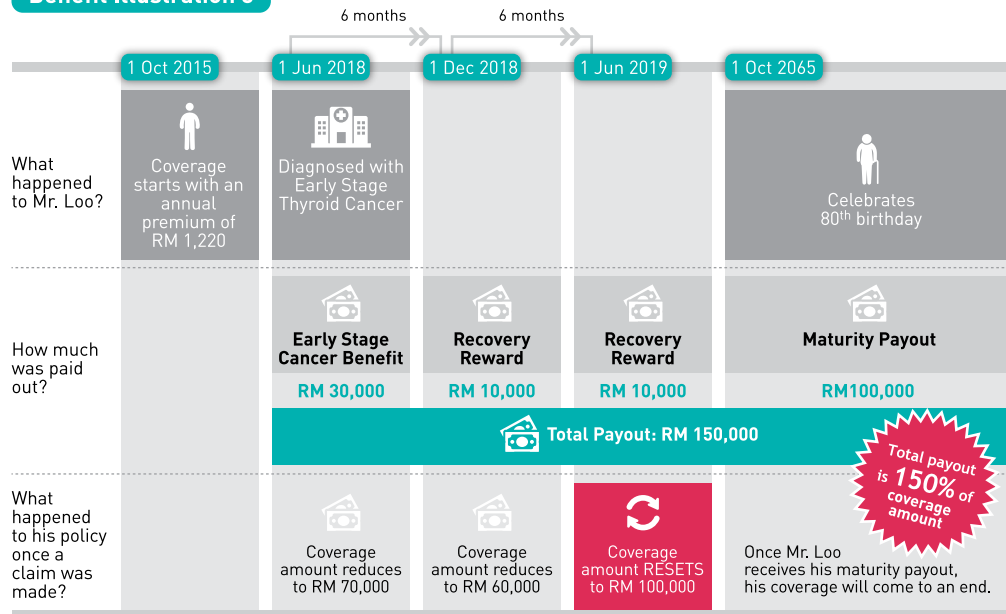 Benefit Illustration 3
6 months
6 months
1 Oct 2015
1 Jun 2018
1 Dec 2018
1 Jun 2019
1 Oct 2065
What
happened
to Mr. Loo?
Coverage
starts with an
annual
premium of
RM 1,220
Diagnosed with
Early Stage
Thyroid Cancer
Celebrates
80th birthday
How much
was paid
out?
Early Stage
Cancer Benefit
RM 30,000
Recovery
Reward
RM 10,000
Recovery
Reward
RM 10,000
Maturity Payout
RM100,000
Total Payout: RM 150,000
Total payout
is 150% of
coverage
amount
What
happened
to his policy
once a
claim was
made?
Coverage
amount reduces
to RM 70,000
Coverage
amount reduces
to RM 60,000
Coverage
amount RESETS
to RM 100,000
Once Mr. Loo
receives his maturity payout,
his coverage will come to an end.